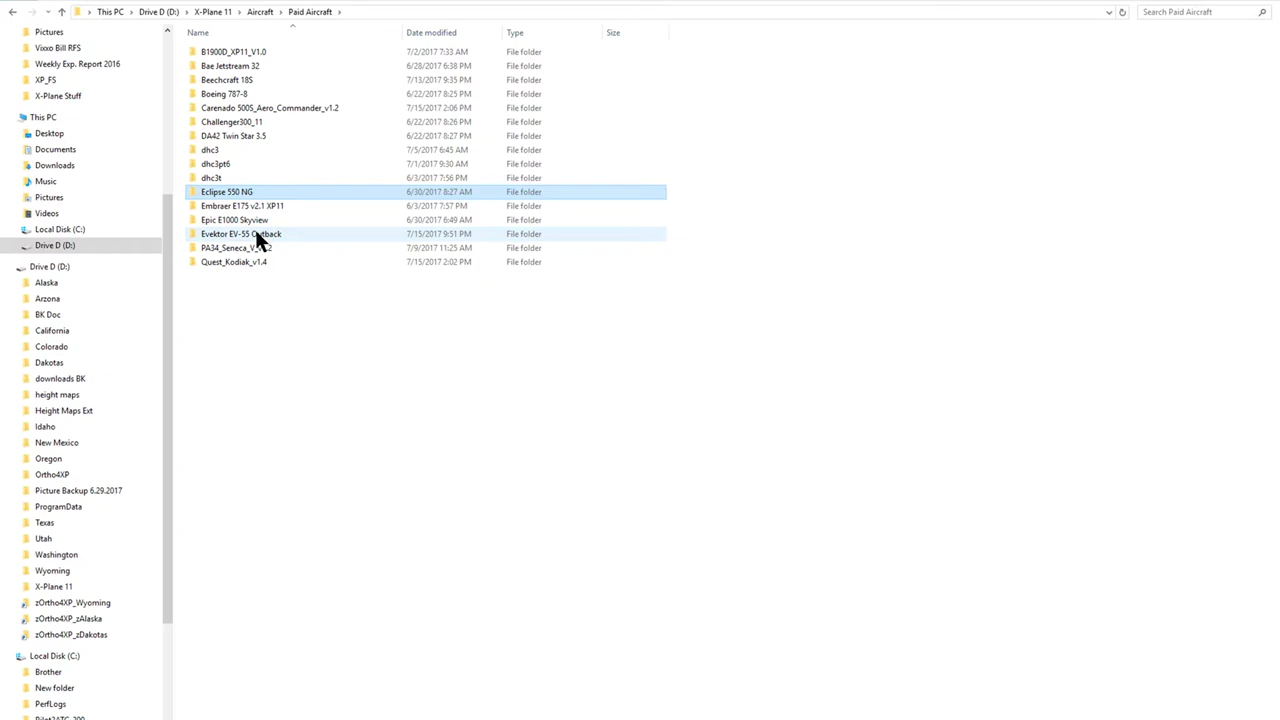 This PC > Drive D (D:) > X-Plane 11 > Aircraft > Paid Aircraft >
Search Paid Aircraft
Pictures
Vixxo Bill RFS
Weekly Exp. Report 2016
XP_FS
X-Plane Stuff
This PC
Desktop
Documents
Downloads
Music
Pictures
Videos
Local Disk (C:)
Drive D (D:)
Drive D (D:)
Alaska
Arzona
BK Doc
California
Colorado
Dakotas
downloads BK
height maps
Height Maps Ext
Idaho
New Mexico
Oregon
Ortho4XP
Picture Backup 6.29.2017
ProgramData
Texas
Utah
Washington
Wyoming
X-Plane 11
zOrtho4XP_Wyoming
zOrtho4XP_zAlaska
zOrtho4XP_zDakotas
Local Disk (C:)
Brother
New folder
PerfLogs
Name Date modified Type Size
B1900D_XP11_V1.0 7/2/2017 7:33 AM File folder
Bae Jetstream 32 6/28/2017 6:38 PM File folder
Beechcraft 18S 7/13/2017 9:35 PM File folder
Boeing 787-8 6/22/2017 8:25 PM File folder
Carenado 500S_Aero_Commander_v1.2 7/15/2017 2:06 PM File folder
Challenger300_11 6/22/2017 8:26 PM File folder
DA42 Twin Star 3.5 6/22/2017 8:27 PM File folder
dhc3 7/5/2017 6:45 AM File folder
dhc3pt6 7/1/2017 9:30 AM File folder
dhc3t 6/3/2017 7:56 PM File folder
Eclipse 550 NG 6/30/2017 8:27 AM File folder
Embraer E175 v2.1 XP11 6/3/2017 7:57 PM File folder
Epic E1000 Skyview 6/30/2017 6:49 AM File folder
Evektor EV-55 Outback 7/15/2017 9:51 PM File folder
7/9/2017 11:25 AM File folder
Quest_Kodiak_v1.4 7/15/2017 2:02 PM File folder